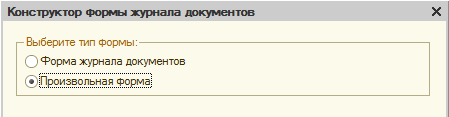 Конструктор формы журнала документов
Выберите тип формы:
Форма журнала документов
Произвольная форма